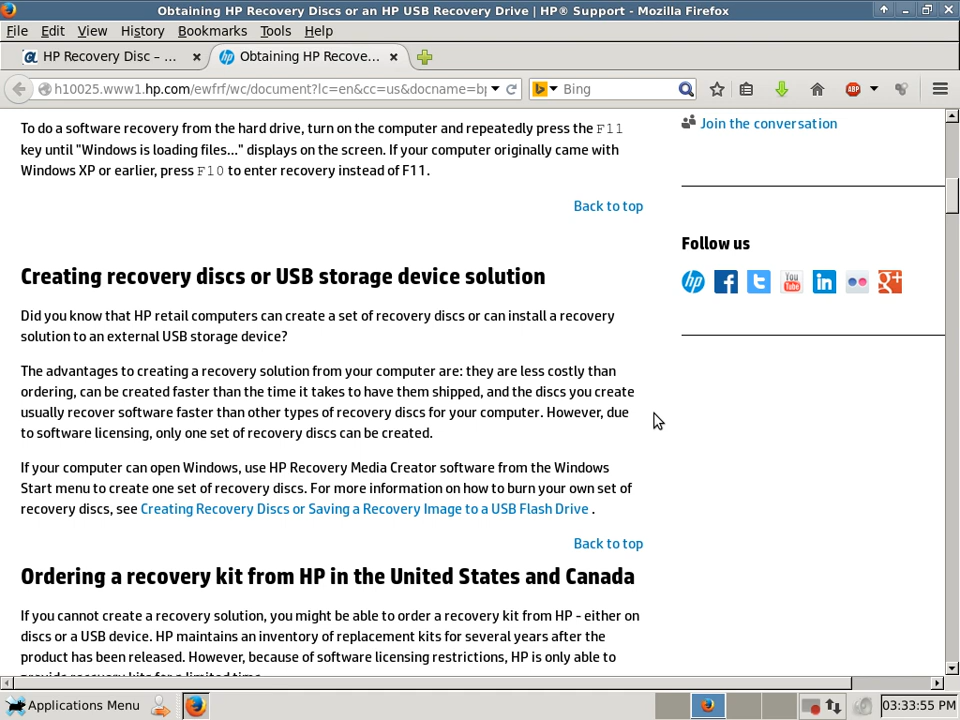 Obtaining HP Recovery Discs or an HP USB Recovery Drive | HP® Support - Mozilla Firefox
File Edit View History Bookmarks Tools Help
HP Recovery Disc – ...
Obtaining HP Recove...
h10025.www1.hp.com/ewfrf/wc/document?lc=en&cc=us&docname=bp
Bing
ABP
To do a software recovery from the hard drive, turn on the computer and repeatedly press the F11
key until "Windows is loading files..." displays on the screen. If your computer originally came with
Windows XP or earlier, press F10 to enter recovery instead of F11.
Back to top
Creating recovery discs or USB storage device solution
Did you know that HP retail computers can create a set of recovery discs or can install a recovery
solution to an external USB storage device?
The advantages to creating a recovery solution from your computer are: they are less costly than
ordering, can be created faster than the time it takes to have them shipped, and the discs you create
usually recover software faster than other types of recovery discs for your computer. However, due
to software licensing, only one set of recovery discs can be created.
If your computer can open Windows, use HP Recovery Media Creator software from the Windows
Start menu to create one set of recovery discs. For more information on how to burn your own set of
recovery discs, see Creating Recovery Discs or Saving a Recovery Image to a USB Flash Drive .
Back to top
Ordering a recovery kit from HP in the United States and Canada
If you cannot create a recovery solution, you might be able to order a recovery kit from HP - either on
discs or a USB device. HP maintains an inventory of replacement kits for several years after the
product has been released. However, because of software licensing restrictions, HP is only able to
provide recovery kits for a limited time.
Join the conversation
Follow us
Applications Menu
03:33:55 PM